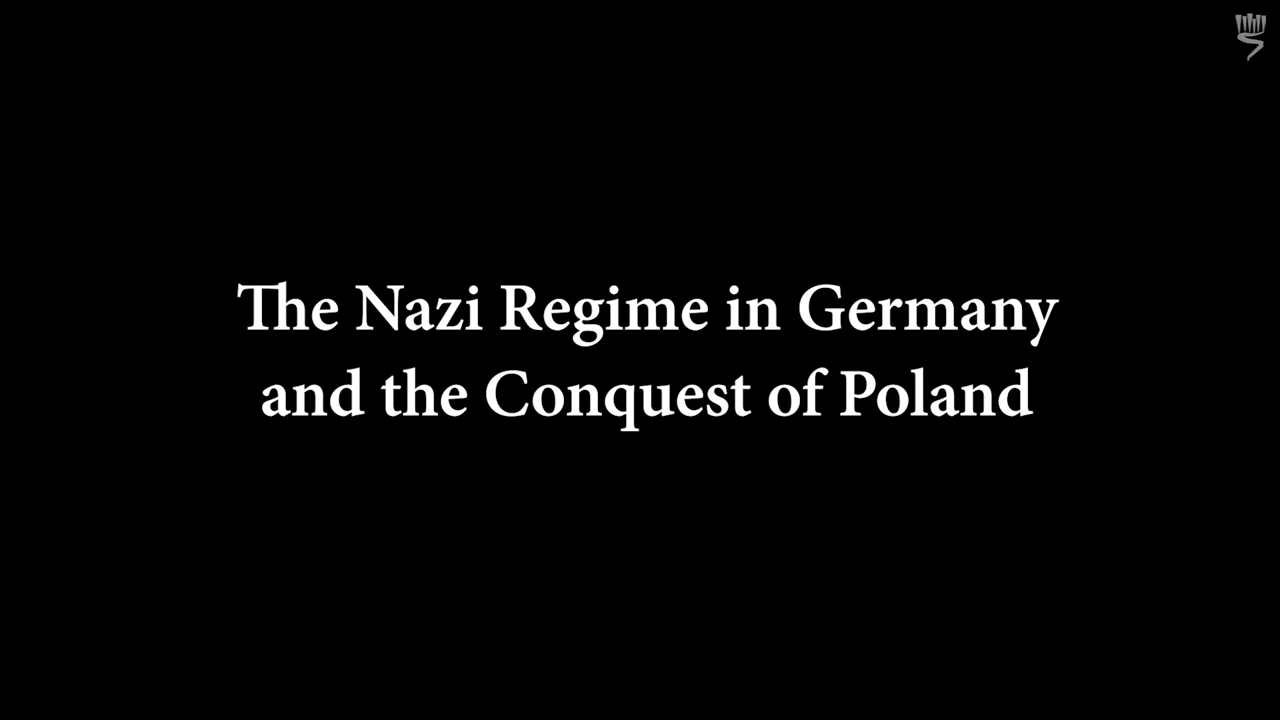 The Nazi Regime in Germany
and the Conquest of Poland